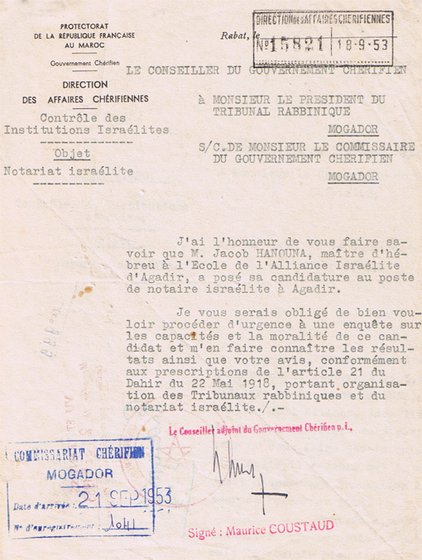 PROTECTORAT
DE LA RÉPUBLIQUE FRANÇAISE
AU MAROC
Gouvernement Chérifien
DIRECTION
DES AFFAIRES CHÉRIFIENNES
Contrôle des
Institutions Israélites
Objet
Notariat israélite
Rabat, le
DIRECTION DES AFFAIRES CHERIFIENNES
N° 15821 18-9-53
LE CONSEILLER DU GOUVERNEMENT CHERIFIEN
à MONSIEUR LE PRESIDENT DU
TRIBUNAL RABBINIQUE
MOGADOR
S/C.DE MONSIEUR LE COMMISSAIRE
DU GOUVERNEMENT CHERIFIEN
MOGADOR
J'ai l'honneur de vous faire sa-
voir que M. Jacob HANOUNA, maître d'hé-
breu à l'Ecole de l'Alliance Israélite
d'Agadir, a posé sa candidature au poste
de notaire israélite à Agadir.
Je vous serais obligé de bien vou-
loir procéder d'urgence à une enquête sur
les capacités et la moralité de ce can-
didat et m'en faire connaître les résul-
tats ainsi que votre avis, conformément
aux prescriptions de l'article 21 du
Dahir du 22 Mai 1918, portant organisa-
tion des Tribunaux rabbiniques et du
notariat israélite./.-
Le Conseiller adjoint du Gouvernement Chérifien p.i.,
Signé : Maurice COUSTAUD
COMMISSARIAT CHÉRIFIEN
MOGADOR
Date d'arrivée: 21 SEP 1953
N° d'enregistrement: 1041